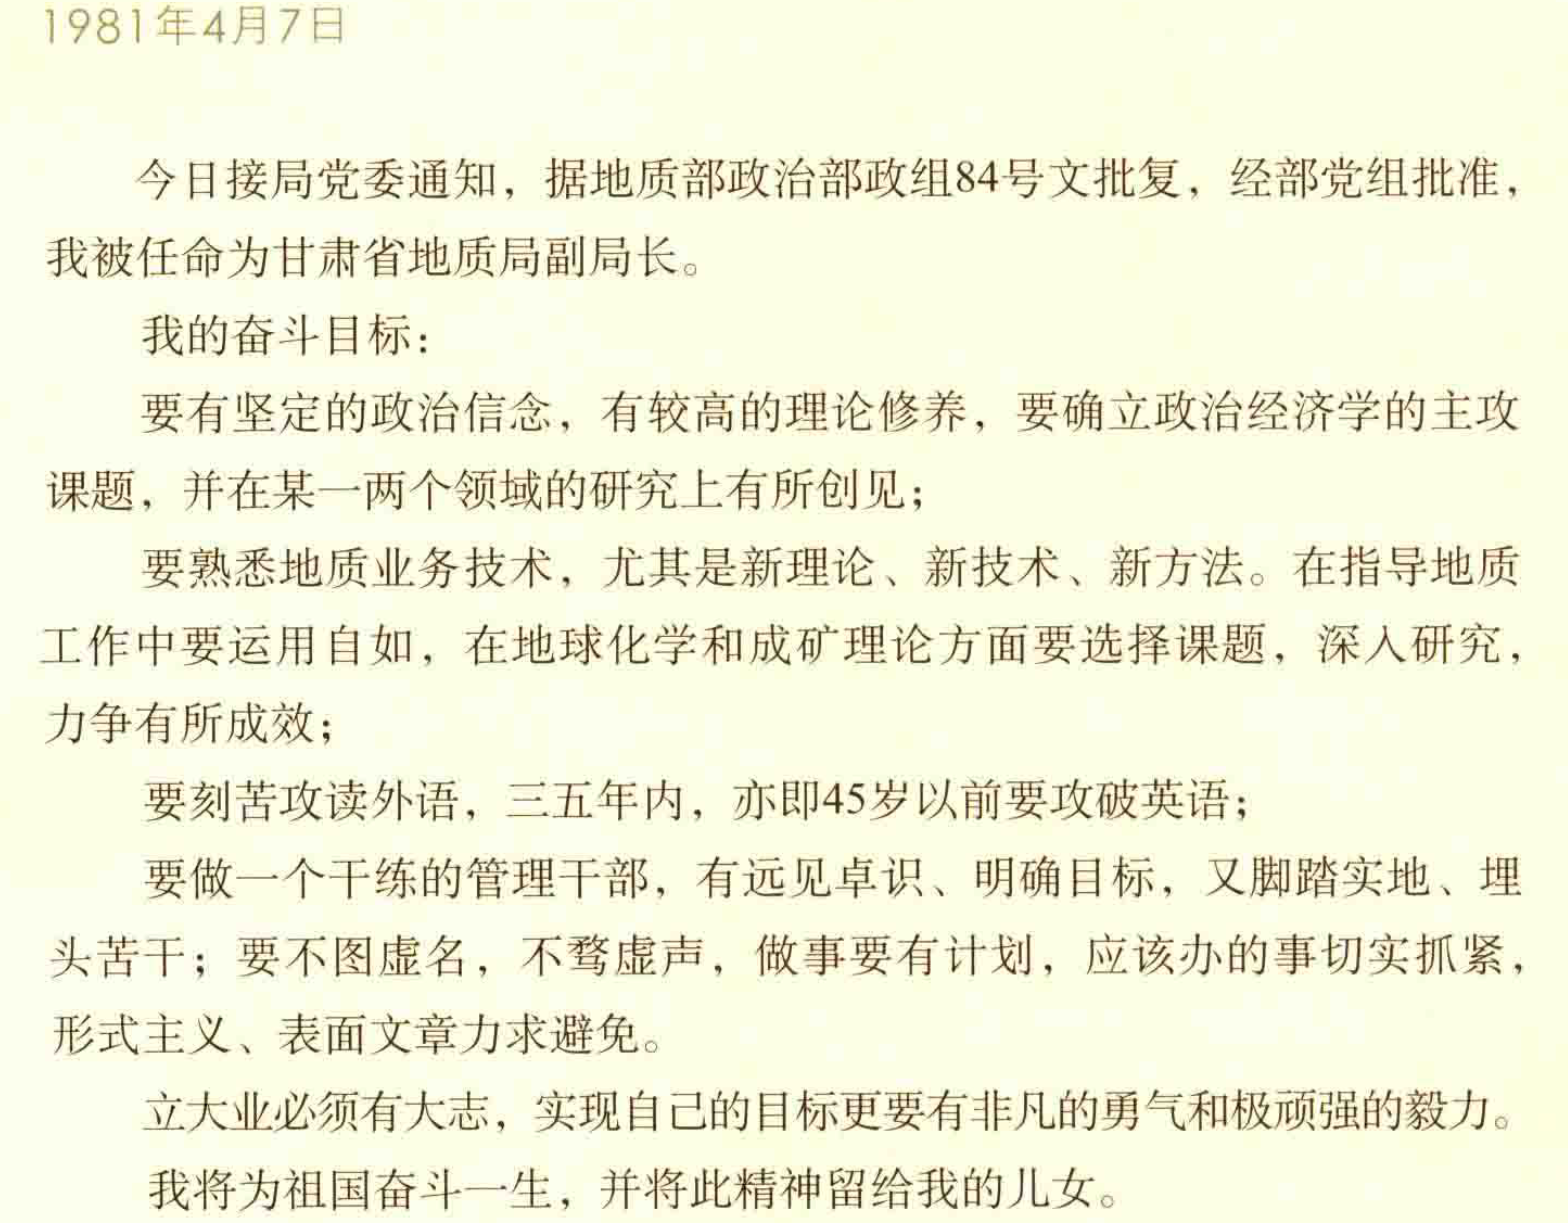 1981年4月7日
今日接局党委通知，据地质部政治部政组84号文批复，经部党组批准，
我被任命为甘肃省地质局副局长。
我的奋斗目标：
要有坚定的政治信念，有较高的理论修养，要确立政治经济学的主攻
课题，并在某一两个领域的研究上有所创见；
要熟悉地质业务技术，尤其是新理论、新技术、新方法。在指导地质
工作中要运用自如，在地球化学和成矿理论方面要选择课题，深入研究，
力争有所成效；
要刻苦攻读外语，三五年内，亦即45岁以前要攻破英语；
要做一个干练的管理干部，有远见卓识、明确目标，又脚踏实地、埋
头苦干；要不图虚名，不骛虚声，做事要有计划，应该办的事切实抓紧，
形式主义、表面文章力求避免。
立大业必须有大志，实现自己的目标更要有非凡的勇气和极顽强的毅力。
我将为祖国奋斗一生，并将此精神留给我的儿女。